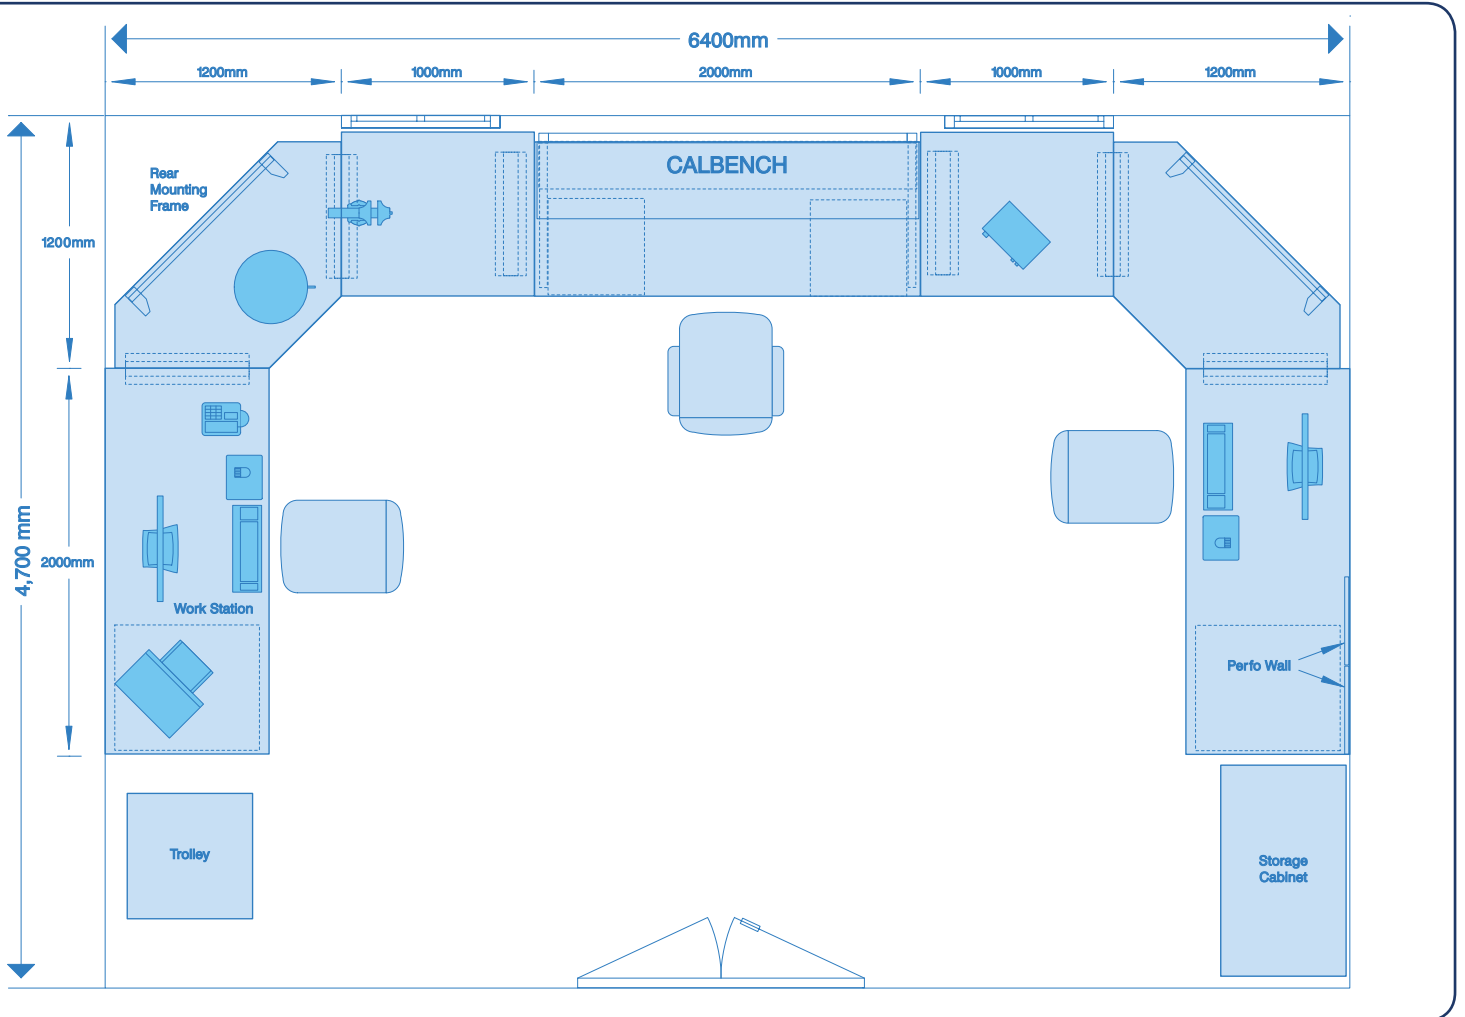 6400mm
1200mm
1000mm
2000mm
1000mm
1200mm
CALBENCH
Rear
Mounting
Frame
1200mm
4,700 mm
2000mm
Work Station
Perfo Wall
Trolley
Storage
Cabinet